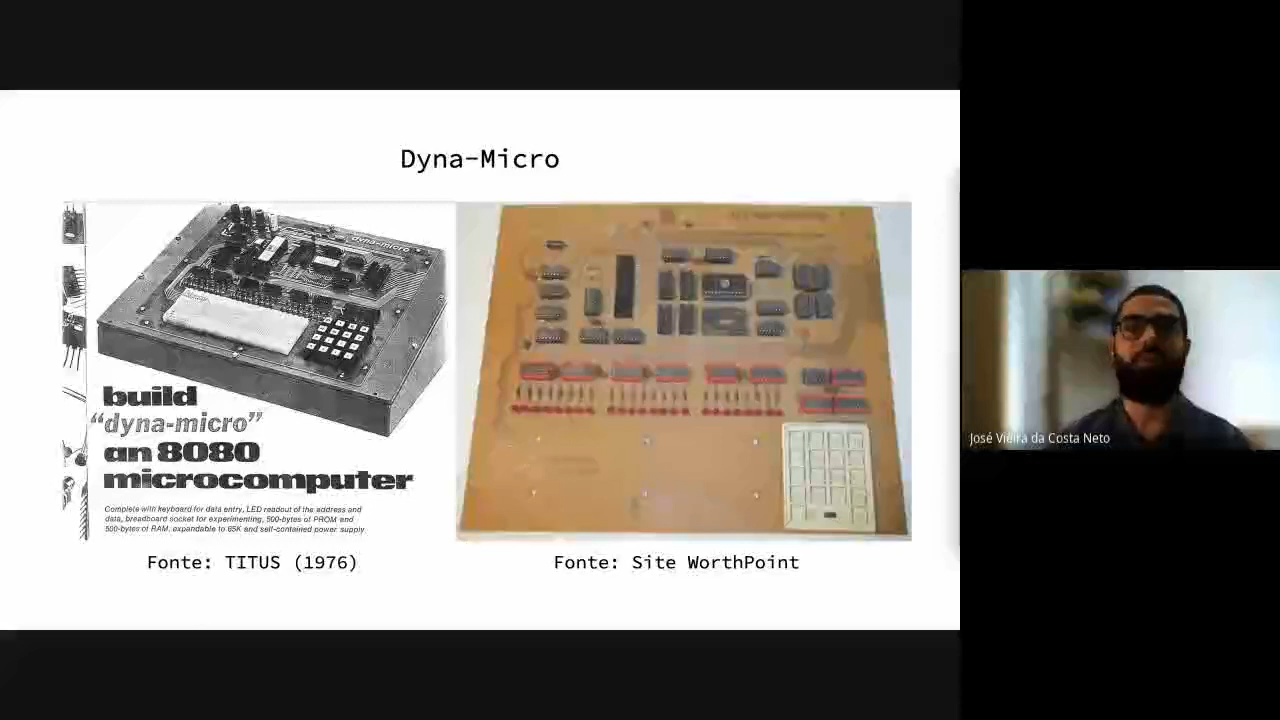 Dyna-Micro
dyna-micro
build
“dyna-micro”
an 8080
microcomputer
Complete with keyboard for data entry, LED readout of the address and
data, breadboard socket for experimenting, 500-bytes of PROM and
500-bytes of RAM, expandable to 65K and self-contained power supply
Fonte: TITUS (1976)
Fonte: Site WorthPoint
José Vieira da Costa Neto